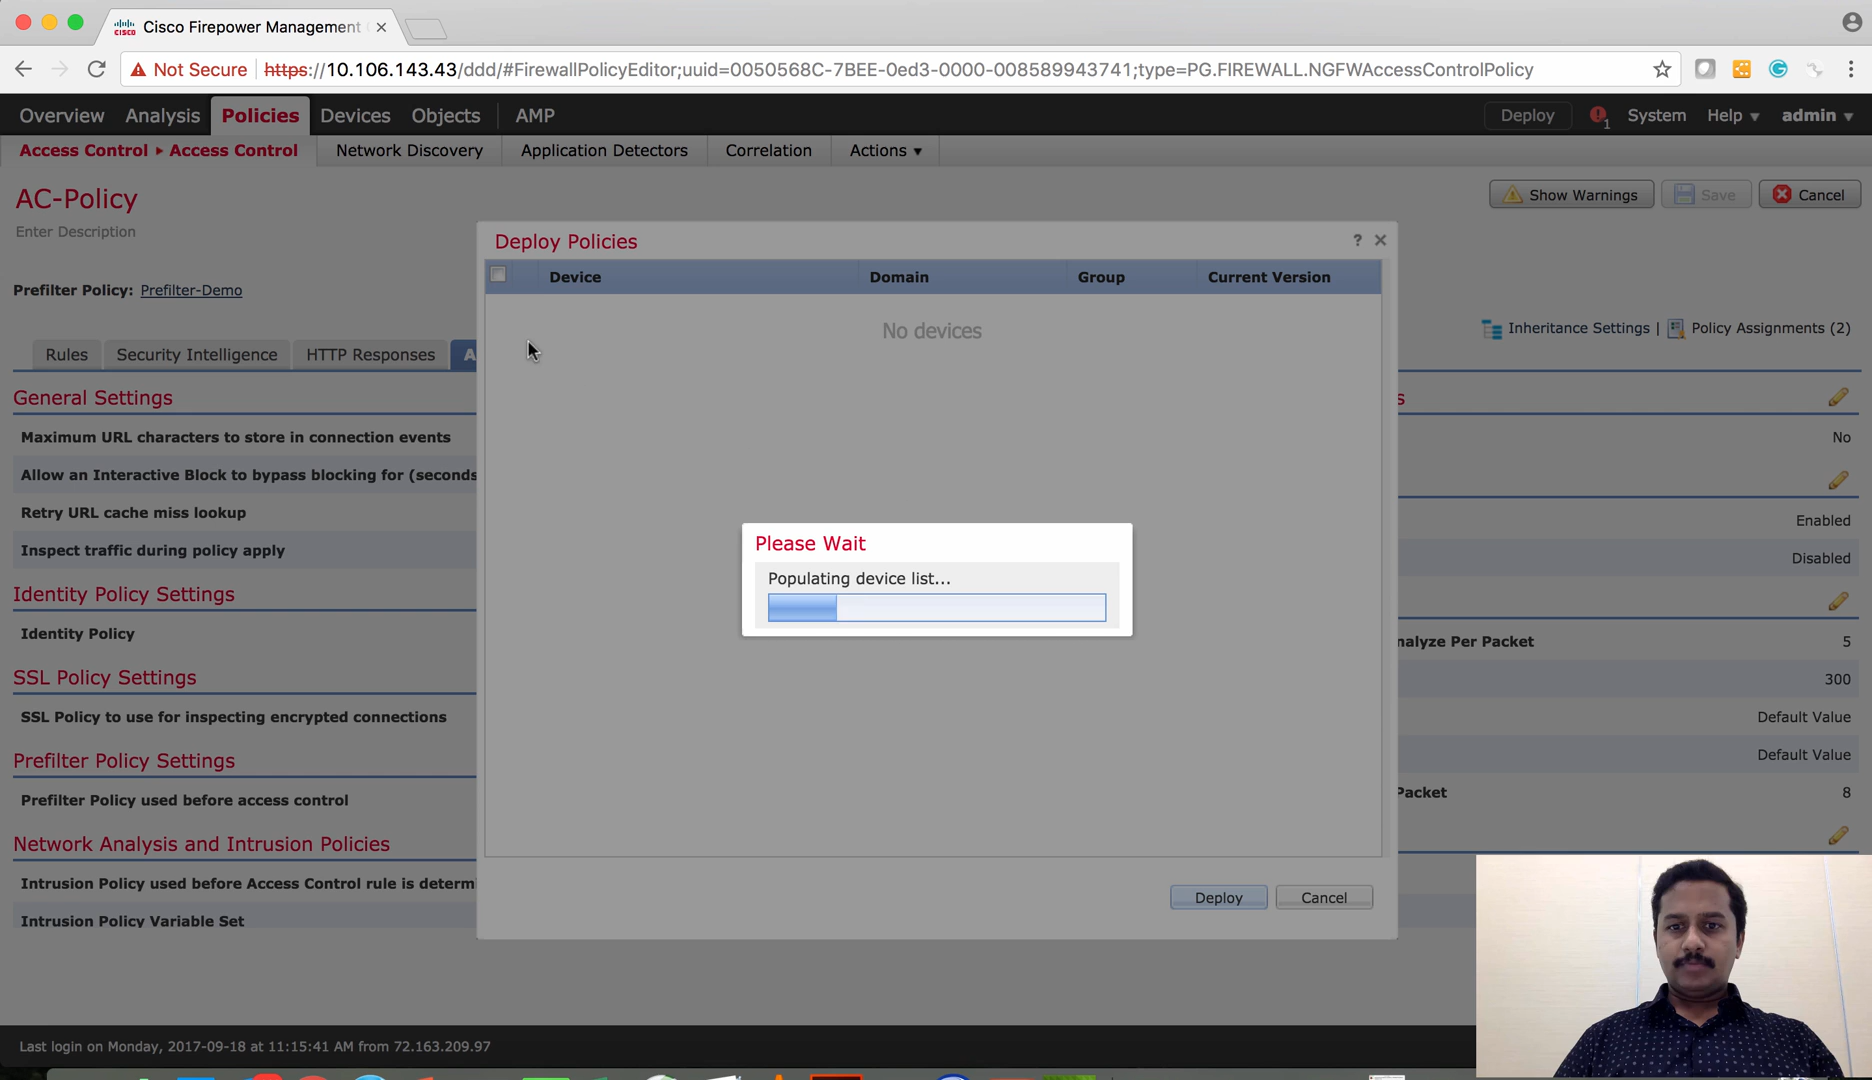 Cisco Firepower Management
Not Secure https://10.106.143.43/ddd/#FirewallPolicyEditor;uuid=0050568C-7BEE-0ed3-0000-008589943741;type=PG.FIREWALL.NGFWAccessControlPolicy
Overview Analysis Policies Devices Objects AMP Deploy 1 System Help admin
Access Control Access Control Network Discovery Application Detectors Correlation Actions
AC-Policy
Show Warnings Save Cancel
Enter Description
Deploy Policies ?
Device Domain Group Current Version
Prefilter Policy: Prefilter-Demo
No devices
Inheritance Settings | Policy Assignments (2)
Rules Security Intelligence HTTP Responses A
General Settings s
Maximum URL characters to store in connection events No
Allow an Interactive Block to bypass blocking for (seconds
Retry URL cache miss lookup Enabled
Inspect traffic during policy apply Disabled
Please Wait
Populating device list...
Identity Policy Settings
Identity Policy nalyze Per Packet 5
SSL Policy Settings 300
SSL Policy to use for inspecting encrypted connections Default Value
Prefilter Policy Settings Default Value
Prefilter Policy used before access control Packet 8
Network Analysis and Intrusion Policies
Intrusion Policy used before Access Control rule is determi
Intrusion Policy Variable Set
Deploy Cancel
Last login on Monday, 2017-09-18 at 11:15:41 AM from 72.163.209.97